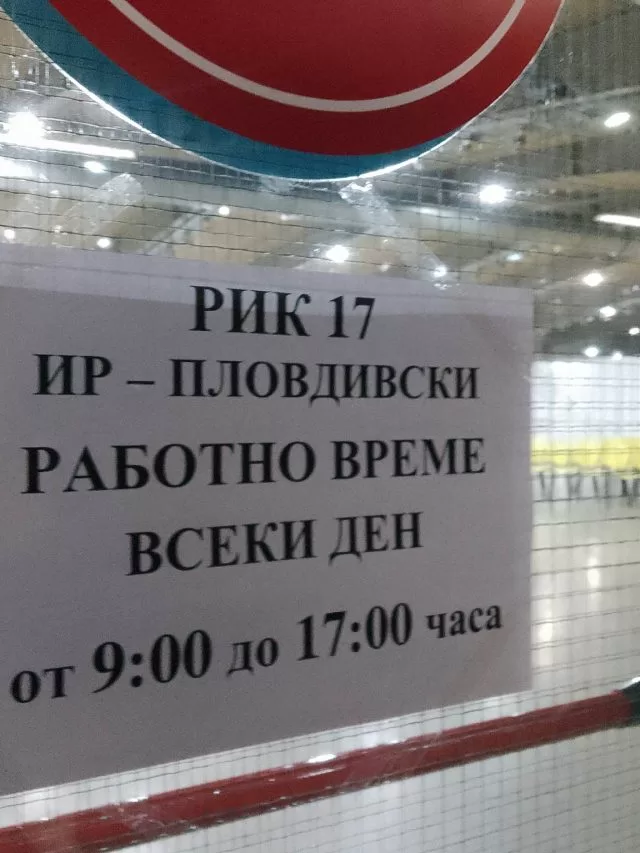 РИК 17
ИР – ПЛОВДИВСКИ
РАБОТНО ВРЕМЕ
ВСЕКИ ДЕН
от 9:00 до 17:00 часа